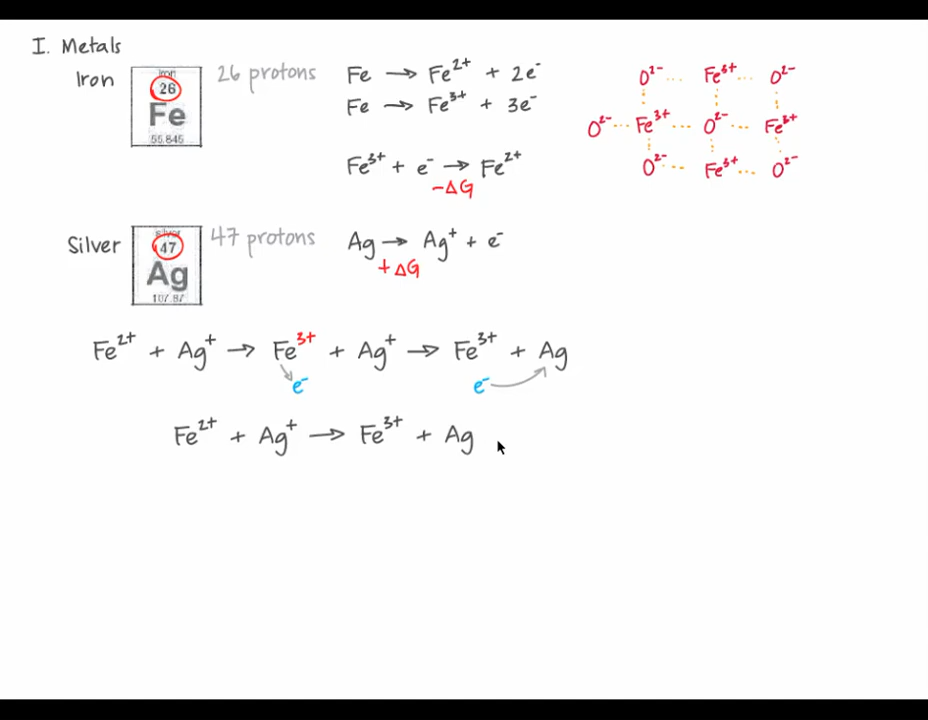 I. Metals
Iron
iron
26
Fe
55.845
26 protons
Fe → Fe²⁺ + 2e⁻
Fe → Fe³⁺ + 3e⁻
Fe³⁺ + e⁻ → Fe²⁺
-ΔG
O²⁻ ... Fe³⁺ ... O²⁻
O²⁻ ... Fe³⁺ ... O²⁻ ... Fe³⁺
O²⁻ ... Fe³⁺ ... O²⁻
Silver
silver
47
Ag
107.87
47 protons
Ag → Ag⁺ + e⁻
+ΔG
Fe²⁺ + Ag⁺ → Fe³⁺ + Ag⁺ → Fe³⁺ + Ag
e⁻ e⁻
Fe²⁺ + Ag⁺ → Fe³⁺ + Ag